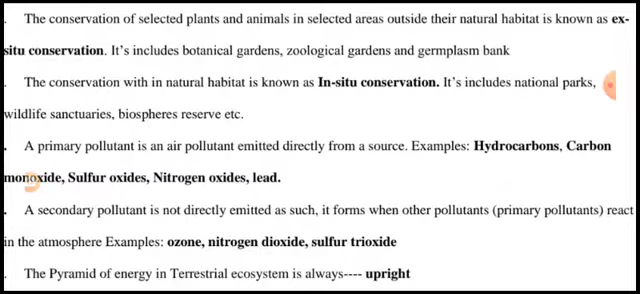 . The conservation of selected plants and animals in selected areas outside their natural habitat is known as ex-
situ conservation. It's includes botanical gardens, zoological gardens and germplasm bank
. The conservation with in natural habitat is known as In-situ conservation. It's includes national parks,
wildlife sanctuaries, biospheres reserve etc.
. A primary pollutant is an air pollutant emitted directly from a source. Examples: Hydrocarbons, Carbon
monoxide, Sulfur oxides, Nitrogen oxides, lead.
. A secondary pollutant is not directly emitted as such, it forms when other pollutants (primary pollutants) react
in the atmosphere Examples: ozone, nitrogen dioxide, sulfur trioxide
. The Pyramid of energy in Terrestrial ecosystem is always---- upright